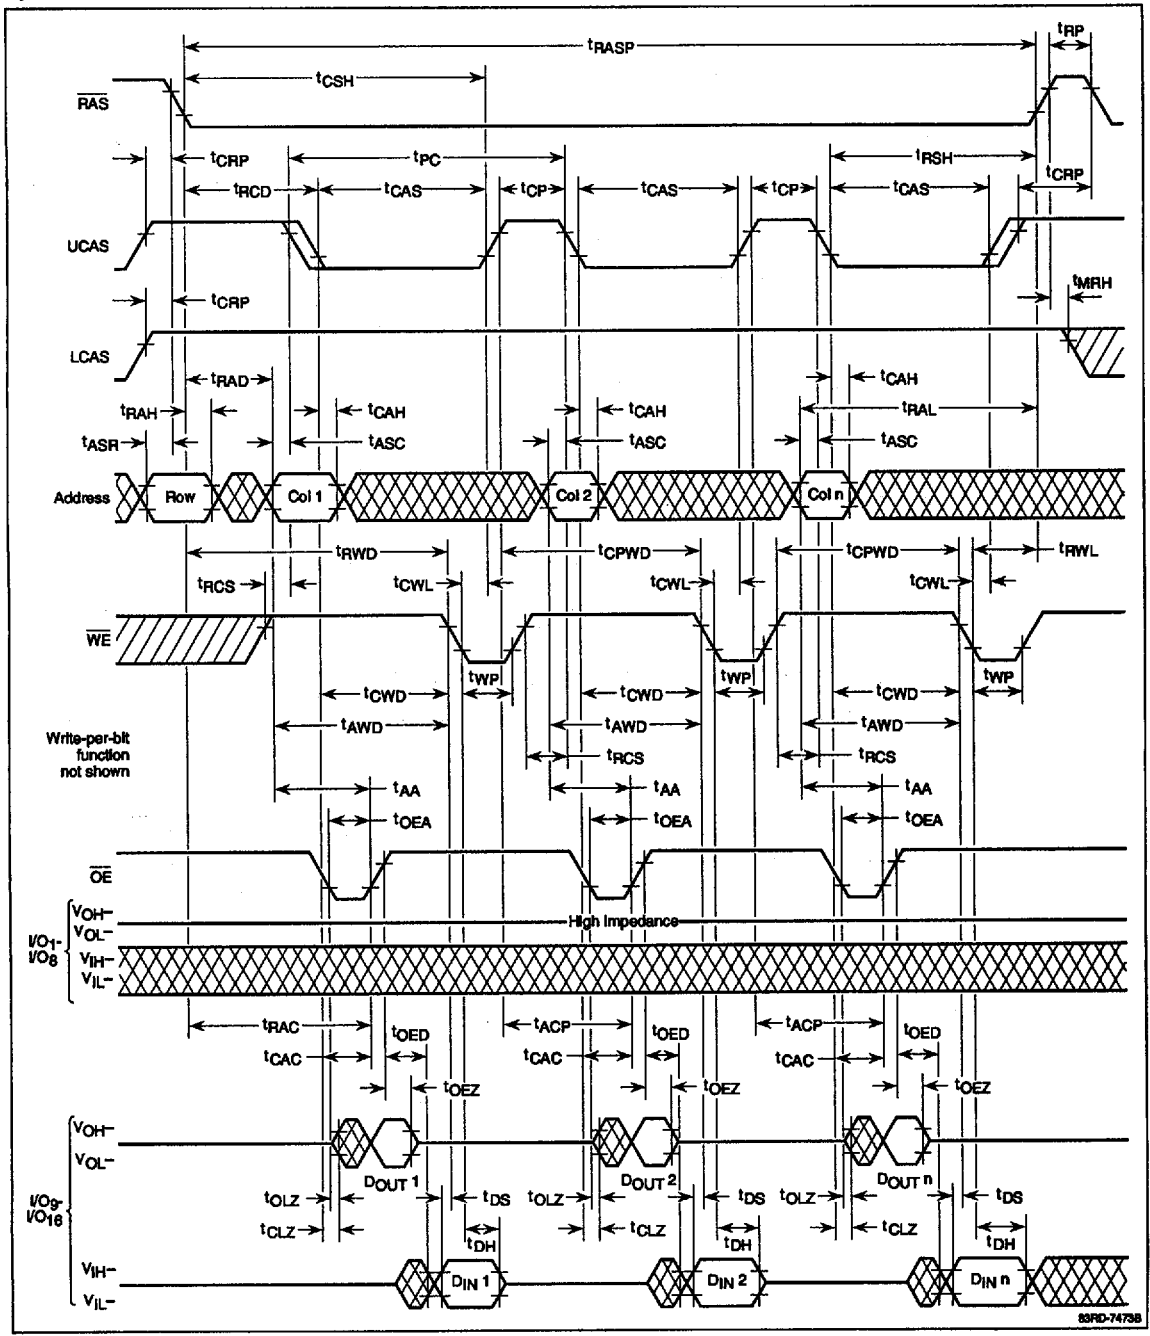 tRASP
tRP
tCSH
RAS
tCRP
tPC
tRSH
tRCD
tCAS
tCP
tCAS
tCP
tCAS
tCRP
UCAS
tCRP
tMRH
LCAS
tRAD
tCAH
tRAH
tCAH
tCAH
tRAL
tASR
tASC
tASC
tASC
Address
Row
Col 1
Col 2
Col n
tRWD
tCPWD
tCPWD
tRWL
tRCS
tCWL
tCWL
tCWL
WE
tWP
tWP
tWP
tCWD
tCWD
tCWD
tAWD
tAWD
tAWD
Write-per-bit
function
not shown
tRCS
tRCS
tAA
tAA
tAA
tOEA
tOEA
tOEA
OE
VOH–
High Impedance
VOL–
I/O1-
I/O8
VIH–
VIL–
tRAC
tOED
tACP
tOED
tACP
tOED
tCAC
tCAC
tCAC
tOEZ
tOEZ
tOEZ
VOH–
VOL–
DOUT 1
DOUT 2
DOUT n
I/O9-
I/O16
tOLZ
tDS
tOLZ
tDS
tOLZ
tDS
tCLZ
tCLZ
tCLZ
tDH
tDH
tDH
VIH–
DIN 1
DIN 2
DIN n
VIL–
83RD-7473B